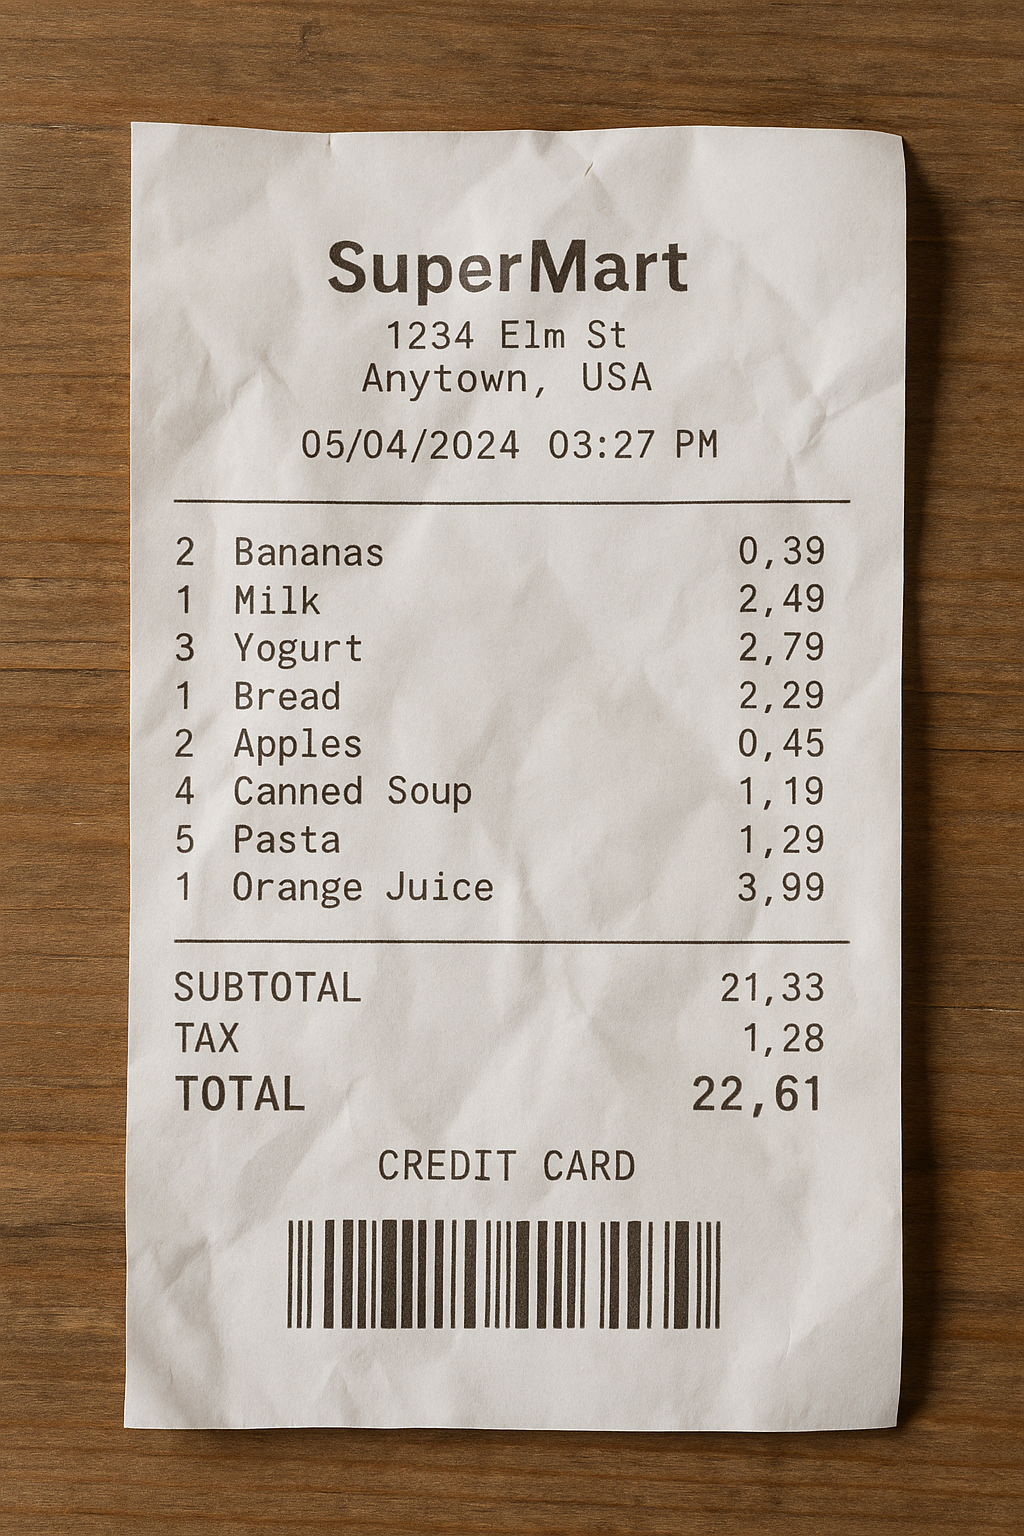 SuperMart
1234 Elm St
Anytown, USA
05/04/2024 03:27 PM
2 Bananas 0,39
1 Milk 2,49
3 Yogurt 2,79
1 Bread 2,29
2 Apples 0,45
4 Canned Soup 1,19
5 Pasta 1,29
1 Orange Juice 3,99
SUBTOTAL 21,33
TAX 1,28
TOTAL 22,61
CREDIT CARD